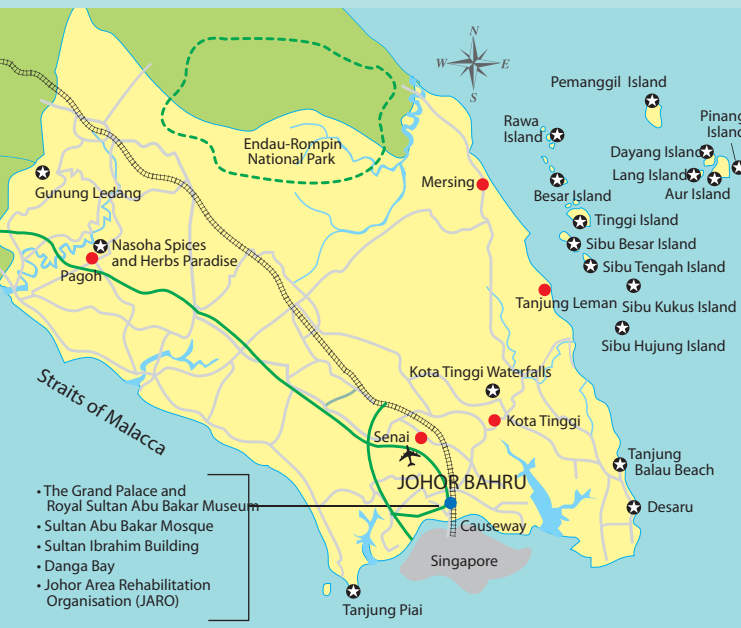 N
W
E
S
Pemanggil Island
Rawa
Island
Pinang
Island
Endau-Rompin
National Park
Dayang Island
Lang Island
Aur Island
Mersing
Besar Island
Gunung Ledang
Tinggi Island
Nasoha Spices
and Herbs Paradise
Sibu Besar Island
Pagoh
Sibu Tengah Island
Tanjung Leman
Sibu Kukus Island
Sibu Hujung Island
Straits of Malacca
Kota Tinggi Waterfalls
Kota Tinggi
Senai
Tanjung
Balau Beach
JOHOR BAHRU
Desaru
• The Grand Palace and
Royal Sultan Abu Bakar Museum
• Sultan Abu Bakar Mosque
• Sultan Ibrahim Building
• Danga Bay
• Johor Area Rehabilitation
Organisation (JARO)
Causeway
Singapore
Tanjung Piai